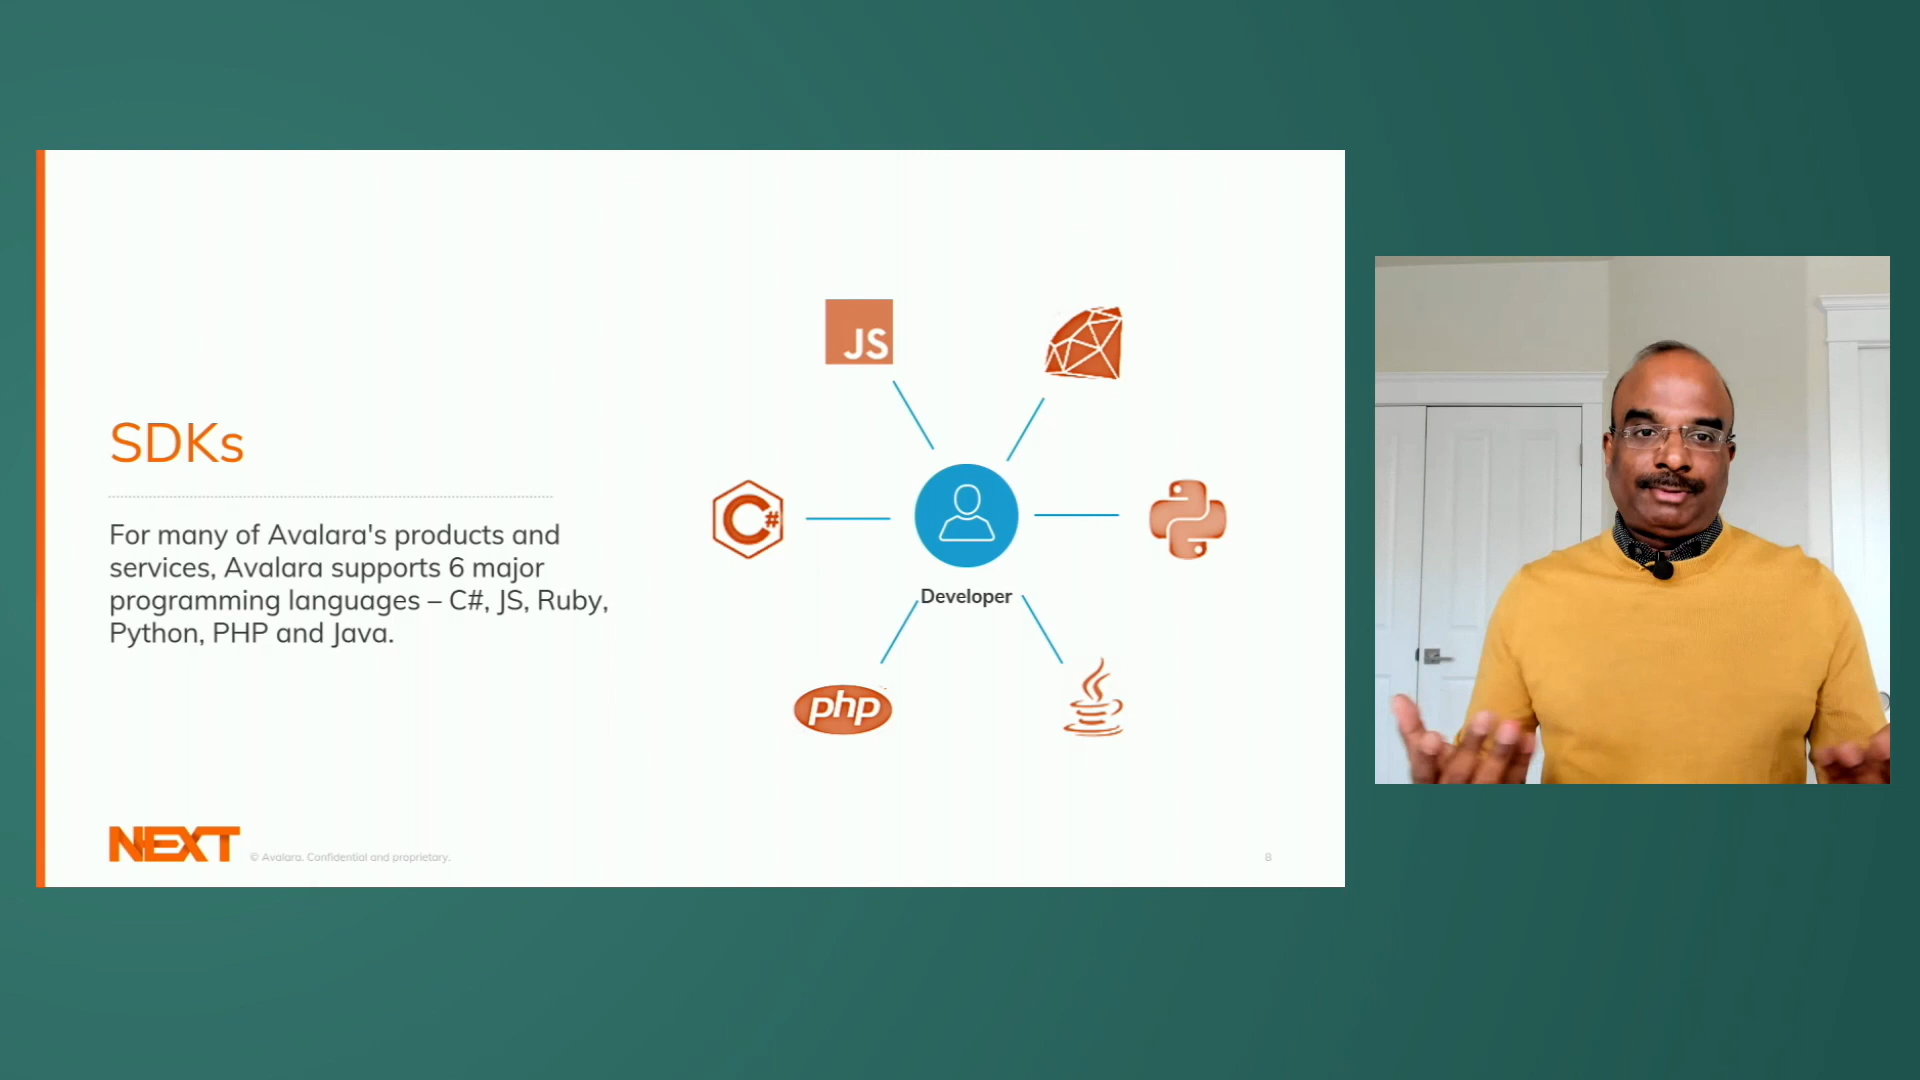 SDKs
For many of Avalara's products and
services, Avalara supports 6 major
programming languages – C#, JS, Ruby,
Python, PHP and Java.
JS
C#
Developer
php
NEXT
© Avalara. Confidential and proprietary.
8